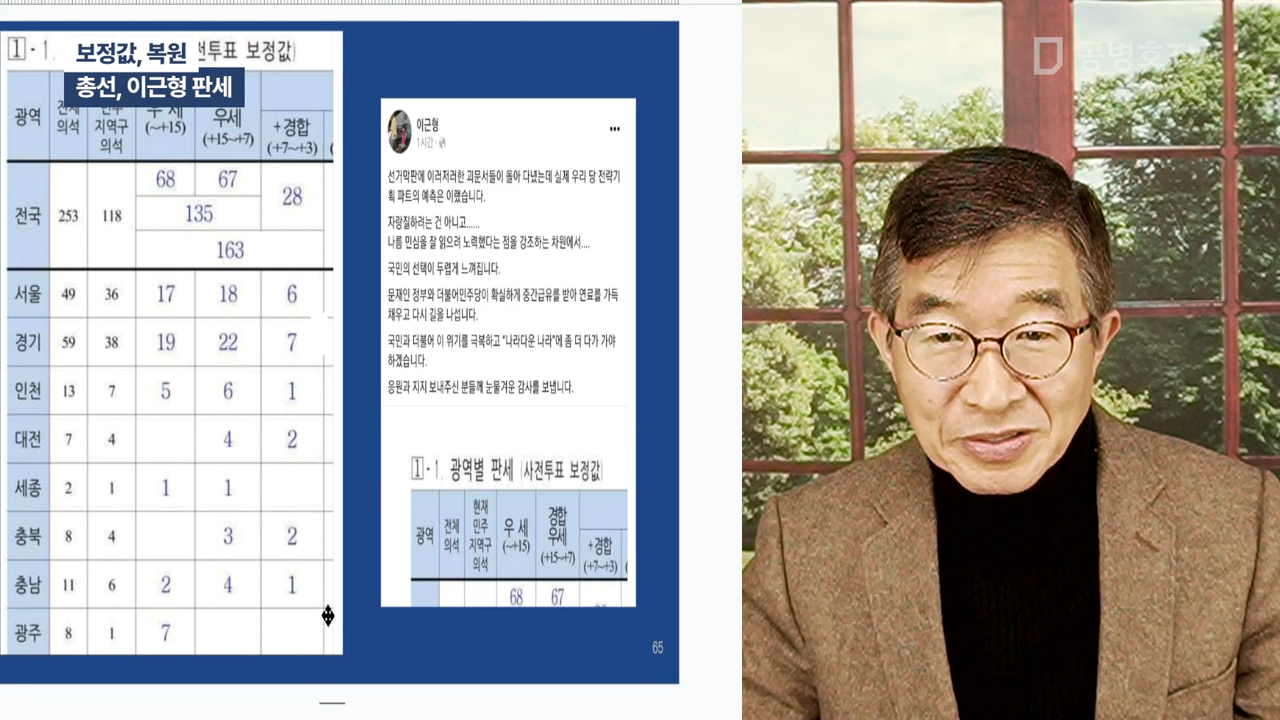 1-1. 전투표 보정값)
보정값, 복원
총선, 이근형 판세
광역 전체 의석 민주 지역구 의석 우 세 (~+15) 우세 (+15~+7) +경합 (+7~+3)
전국 253 118 68 67 28
135
163
서울 49 36 17 18 6
경기 59 38 19 22 7
인천 13 7 5 6 1
대전 7 4 4 2
세종 2 1 1 1
충북 8 4 3 2
충남 11 6 2 4 1
광주 8 1 7
이근형
1시간
선거막판에 이러저러한 괴문서들이 돌아 다녔는데 실제 우리 당 전략기
획 파트의 예측은 이랬습니다.
자랑질하려는 건 아니고......
나름 민심을 잘 읽으려 노력했다는 점을 강조하는 차원에서....
국민의 선택이 두렵게 느껴집니다.
문재인 정부와 더불어민주당이 확실하게 중간급유를 받아 연료를 가득
채우고 다시 길을 나섭니다.
국민과 더불어 이 위기를 극복하고 "나라다운 나라"에 좀 더 다가 가야
하겠습니다.
응원과 지지 보내주신 분들께 눈물겨운 감사를 보냅니다.
1-1. 광역별 판세 (사전투표 보정값)
광역 전체 의석 현재 민주 지역구 의석 우 세 (~+15) 경합 우세 (+15~+7) +경합 (+7~+3)
68 67
65
공병호TV